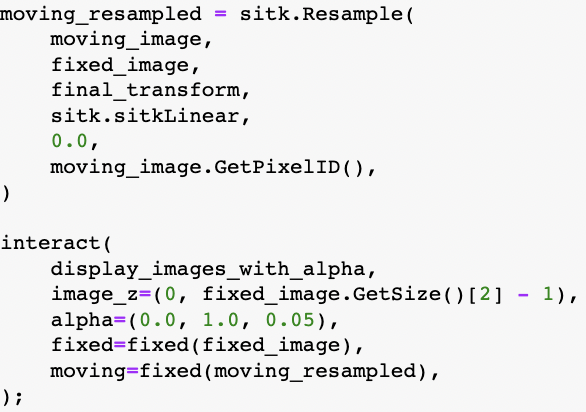 moving_resampled = sitk.Resample(
    moving_image,
    fixed_image,
    final_transform,
    sitk.sitkLinear,
    0.0,
    moving_image.GetPixelID(),
)

interact(
    display_images_with_alpha,
    image_z=(0, fixed_image.GetSize()[2] - 1),
    alpha=(0.0, 1.0, 0.05),
    fixed=fixed(fixed_image),
    moving=fixed(moving_resampled),
);